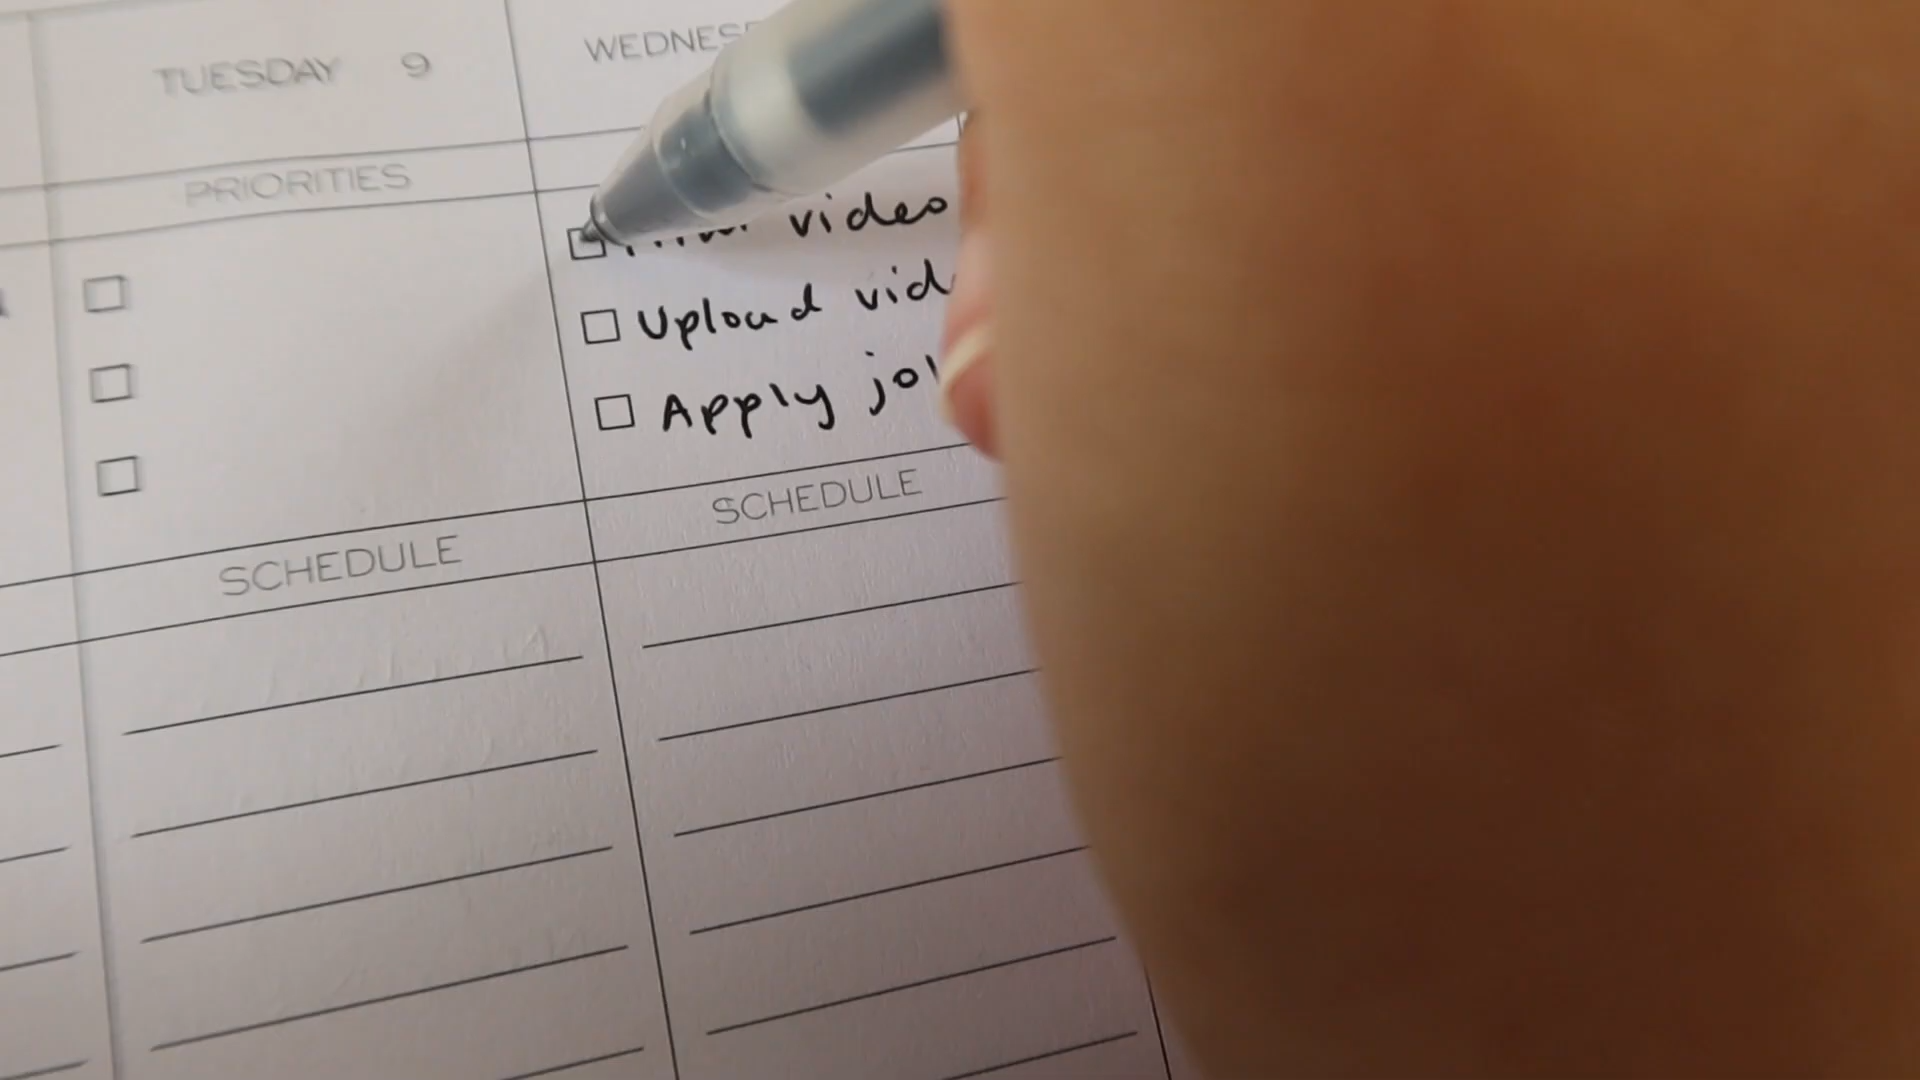 TUESDAY 9
PRIORITIES
SCHEDULE
WEDNES
video
Upload vid
Apply jo
SCHEDULE